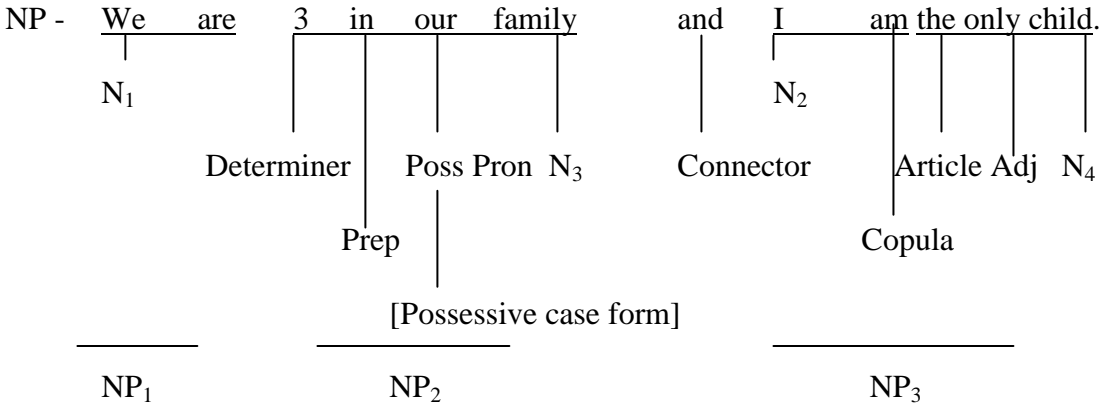 NP - We are 3 in our family and I am the only child.
N₁ N₂
Determiner Poss Pron N₃ Connector Article Adj N₄
Prep Copula
[Possessive case form]
NP₁ NP₂ NP₃